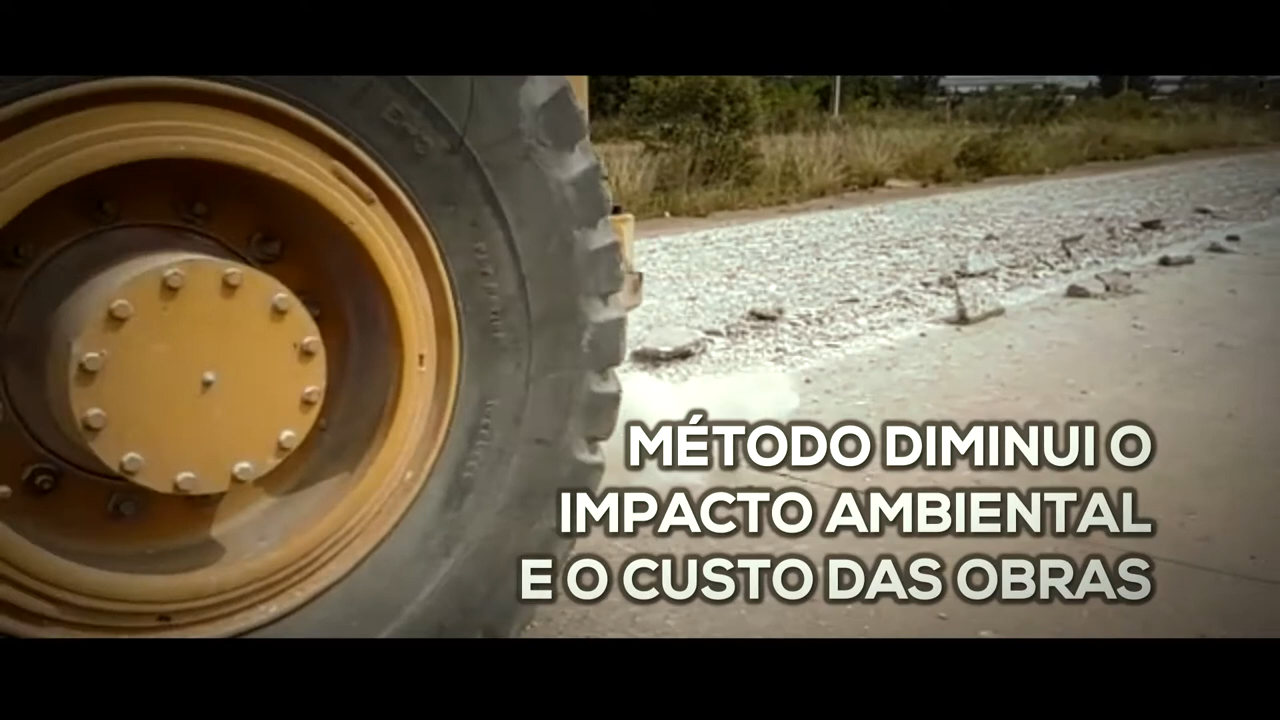 MÉTODO DIMINUI O
IMPACTO AMBIENTAL
E O CUSTO DAS OBRAS